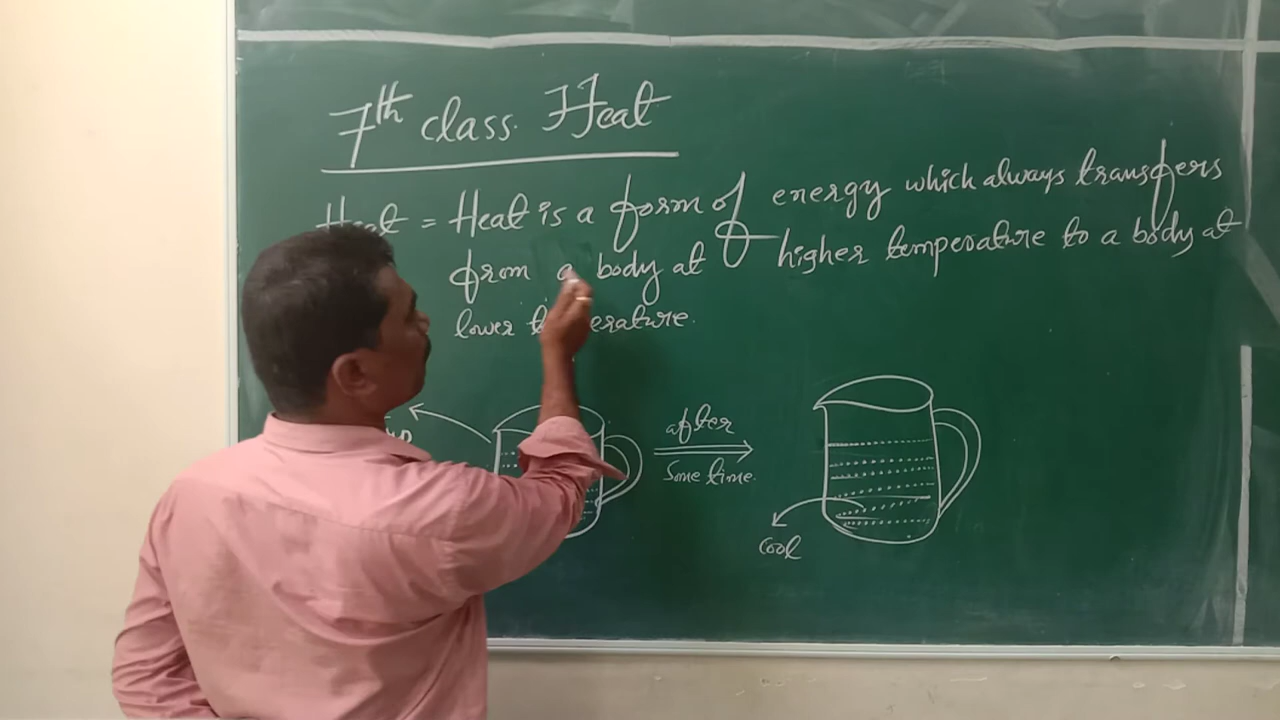 7th class. Heat
Heat = Heat is a form of energy which always transfers
from a body at higher temperature to a body at
lower temperature.
after
Some time.
cool